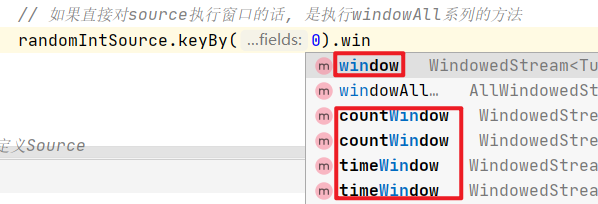 // 如果直接对source执行窗口的话, 是执行windowAll系列的方法
randomIntSource.keyBy( ...fields: 0).win
m window WindowedStream<Tu
m windowAll… AllWindowedSt
m countWindow WindowedStre
m countWindow WindowedStre
定义Source
m timeWindow WindowedStrea
m timeWindow WindowedStrea